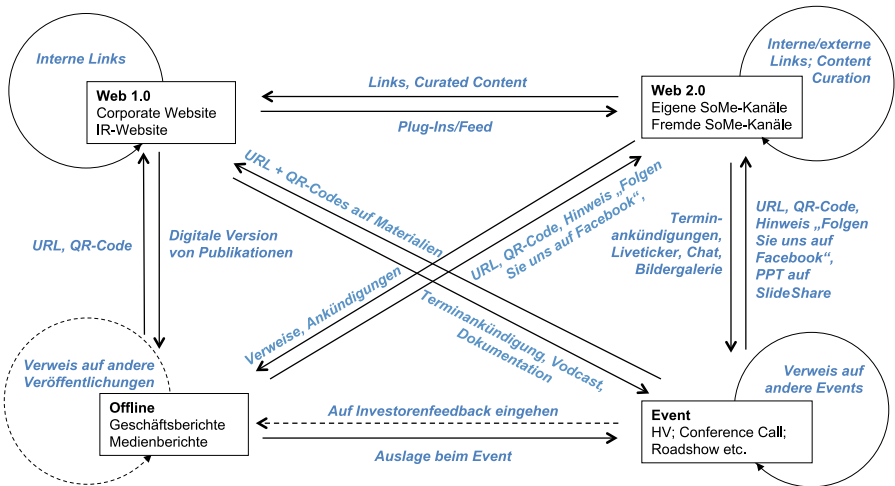 Interne Links
Web 1.0
Corporate Website
IR-Website
Links, Curated Content
Plug-Ins/Feed
Interne/externe
Links; Content
Curation
Web 2.0
Eigene SoMe-Kanäle
Fremde SoMe-Kanäle
URL, QR-Code
Digitale Version
von Publikationen
URL + QR-Codes auf Materialien
Terminankündigung, Vodcast,
Dokumentation
Verweise, Ankündigungen
URL, QR-Code, Hinweis „Folgen
Sie uns auf Facebook“,
Termin-
ankündigungen,
Liveticker, Chat,
Bildergalerie
URL, QR-Code,
Hinweis „Folgen
Sie uns auf
Facebook“,
PPT auf
SlideShare
Verweis auf andere
Veröffentlichungen
Offline
Geschäftsberichte
Medienberichte
Auf Investorenfeedback eingehen
Auslage beim Event
Verweis auf
andere Events
Event
HV; Conference Call;
Roadshow etc.